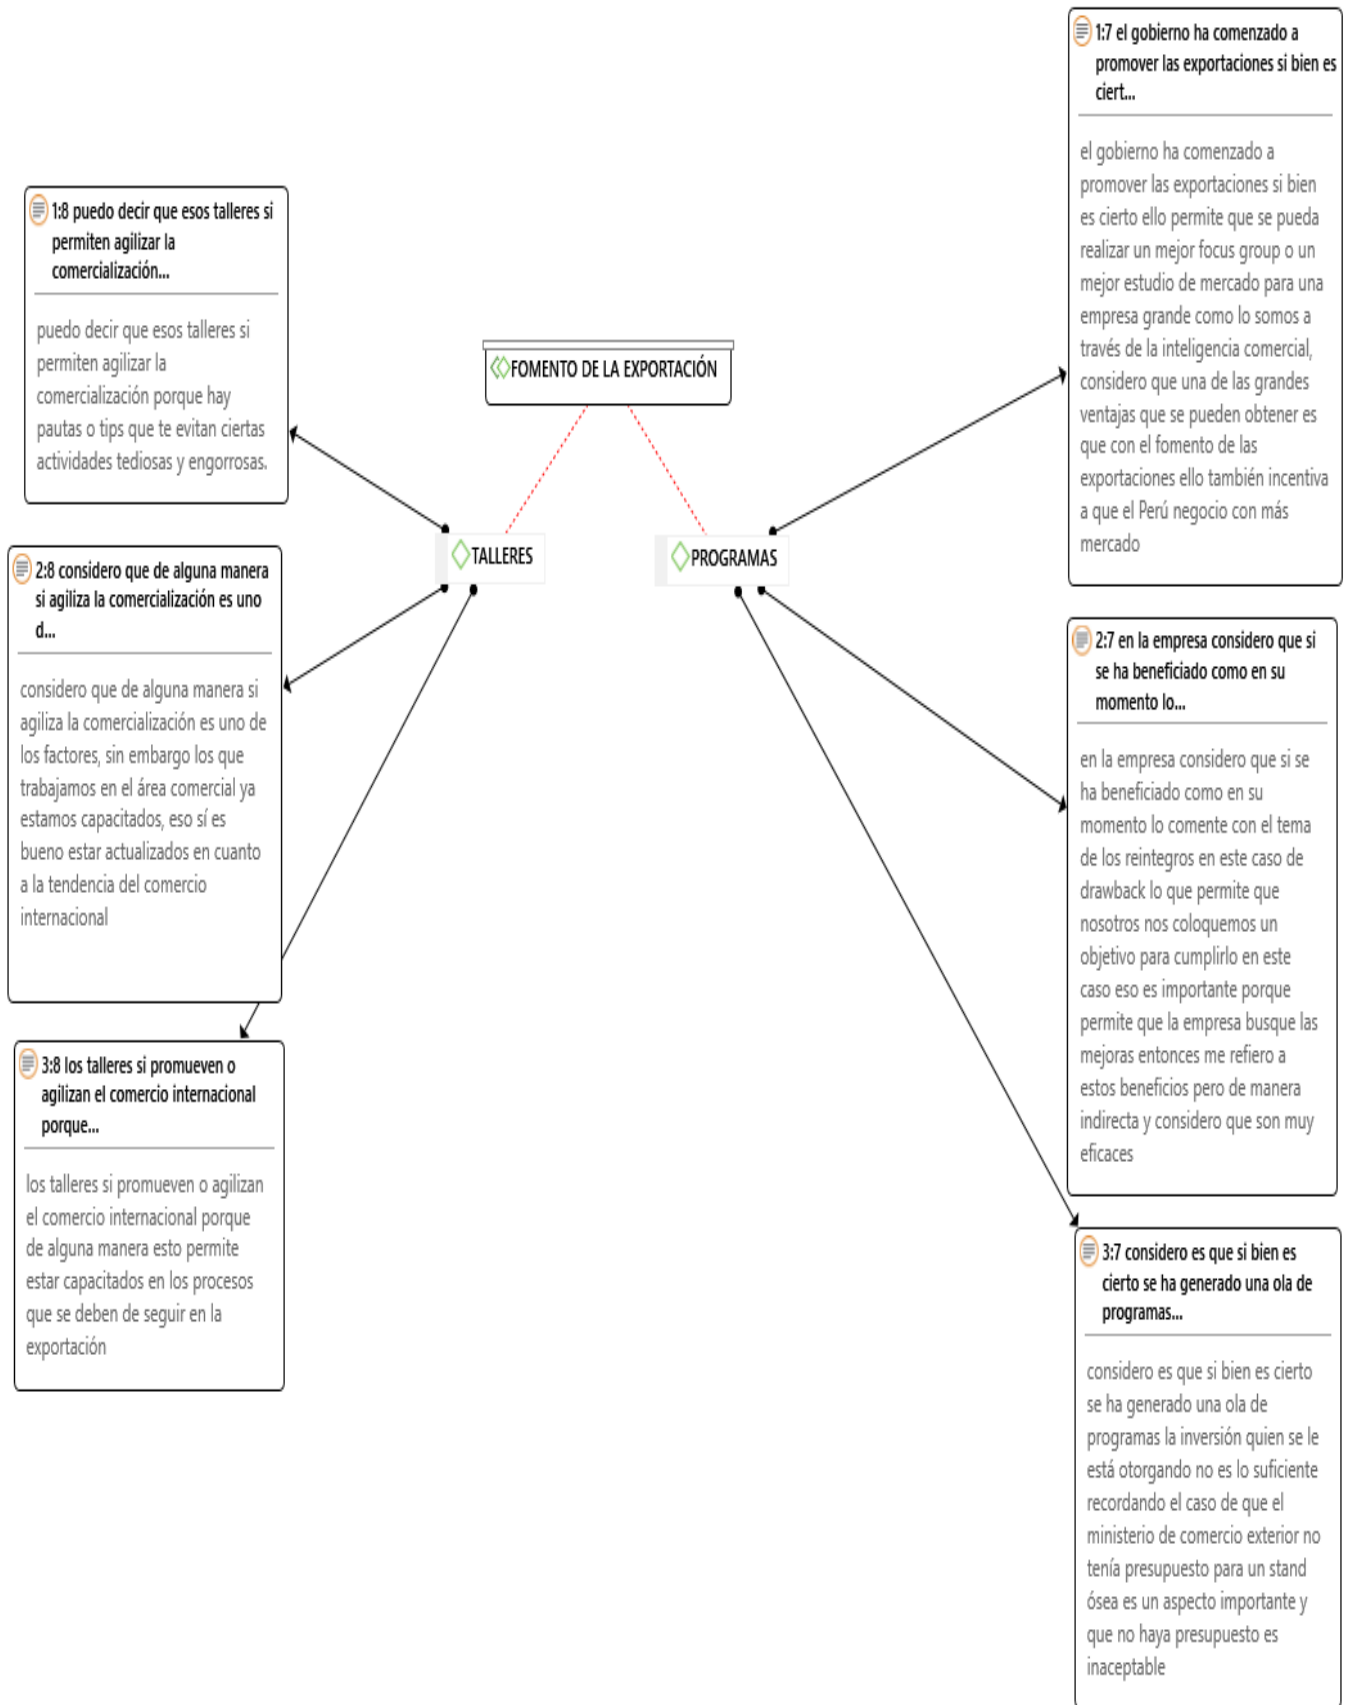 FOMENTO DE LA EXPORTACIÓN
TALLERES
1:8 puedo decir que esos talleres si
permiten agilizar la
comercialización...
puedo decir que esos talleres si
permiten agilizar la
comercialización porque hay
pautas o tips que te evitan ciertas
actividades tediosas y engorrosas.
2:8 considero que de alguna manera
si agiliza la comercialización es uno
d...
considero que de alguna manera si
agiliza la comercialización es uno de
los factores, sin embargo los que
trabajamos en el área comercial ya
estamos capacitados, eso sí es
bueno estar actualizados en cuanto
a la tendencia del comercio
internacional
3:8 los talleres si promueven o
agilizan el comercio internacional
porque...
los talleres si promueven o agilizan
el comercio internacional porque
de alguna manera esto permite
estar capacitados en los procesos
que se deben de seguir en la
exportación
PROGRAMAS
1:7 el gobierno ha comenzado a
promover las exportaciones si bien es
ciert...
el gobierno ha comenzado a
promover las exportaciones si bien
es cierto ello permite que se pueda
realizar un mejor focus group o un
mejor estudio de mercado para una
empresa grande como lo somos a
través de la inteligencia comercial,
considero que una de las grandes
ventajas que se pueden obtener es
que con el fomento de las
exportaciones ello también incentiva
a que el Perú negocio con más
mercado
2:7 en la empresa considero que si
se ha beneficiado como en su
momento lo...
en la empresa considero que si se
ha beneficiado como en su
momento lo comente con el tema
de los reintegros en este caso de
drawback lo que permite que
nosotros nos coloquemos un
objetivo para cumplirlo en este
caso eso es importante porque
permite que la empresa busque las
mejoras entonces me refiero a
estos beneficios pero de manera
indirecta y considero que son muy
eficaces
3:7 considero es que si bien es
cierto se ha generado una ola de
programas...
considero es que si bien es cierto
se ha generado una ola de
programas la inversión quien se le
está otorgando no es lo suficiente
recordando el caso de que el
ministerio de comercio exterior no
tenía presupuesto para un stand
ósea es un aspecto importante y
que no haya presupuesto es
inaceptable